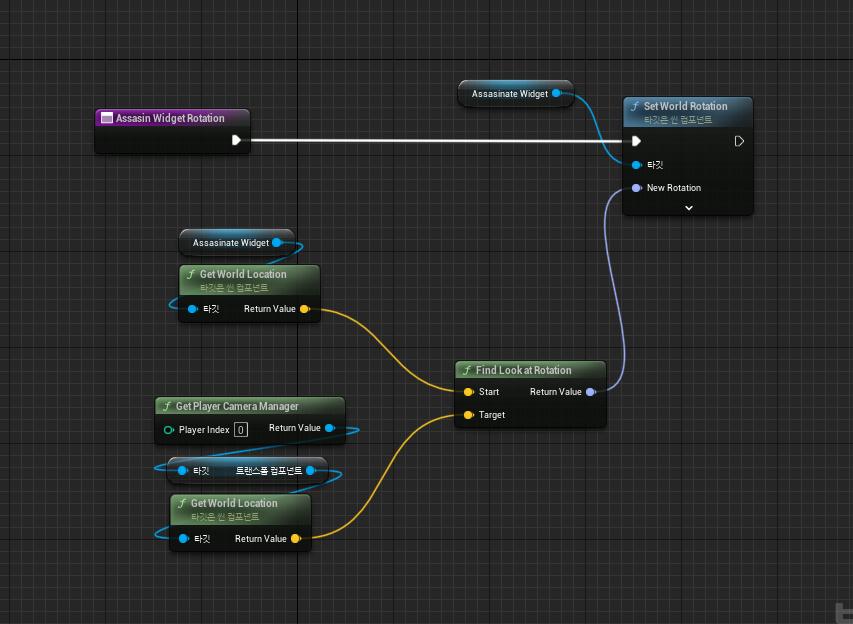 Assasinate Widget
Set World Rotation
타깃은 씬 컴포넌트
Assasin Widget Rotation
타깃
New Rotation
Assasinate Widget
Get World Location
타깃은 씬 컴포넌트
타깃 Return Value
Find Look at Rotation
Start Return Value
Target
Get Player Camera Manager
Player Index 0 Return Value
타깃 트랜스폼 컴포넌트
Get World Location
타깃은 씬 컴포넌트
타깃 Return Value